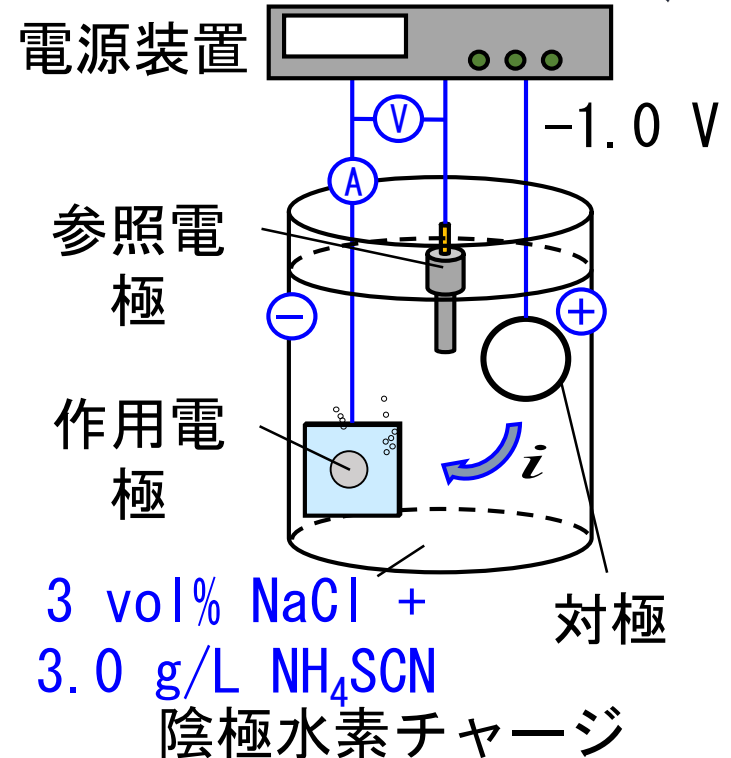 電源装置
V
−1.0 V
A
参照電
極
−
+
作用電
極
i
3 vol% NaCl +
3.0 g/L NH₄SCN
対極
陰極水素チャージ